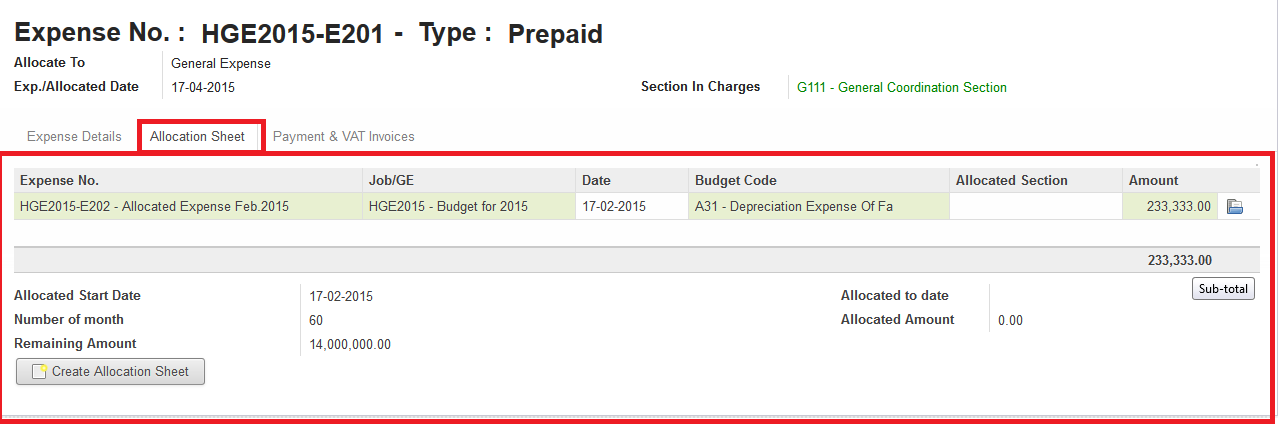 Expense No. : HGE2015-E201 - Type : Prepaid
Allocate To General Expense
Exp./Allocated Date 17-04-2015 Section In Charges G111 - General Coordination Section
Expense Details Allocation Sheet Payment & VAT Invoices
Expense No. Job/GE Date Budget Code Allocated Section Amount
HGE2015-E202 - Allocated Expense Feb.2015 HGE2015 - Budget for 2015 17-02-2015 A31 - Depreciation Expense Of Fa 233,333.00
233,333.00
Sub-total
Allocated Start Date 17-02-2015 Allocated to date
Number of month 60 Allocated Amount 0.00
Remaining Amount 14,000,000.00
Create Allocation Sheet